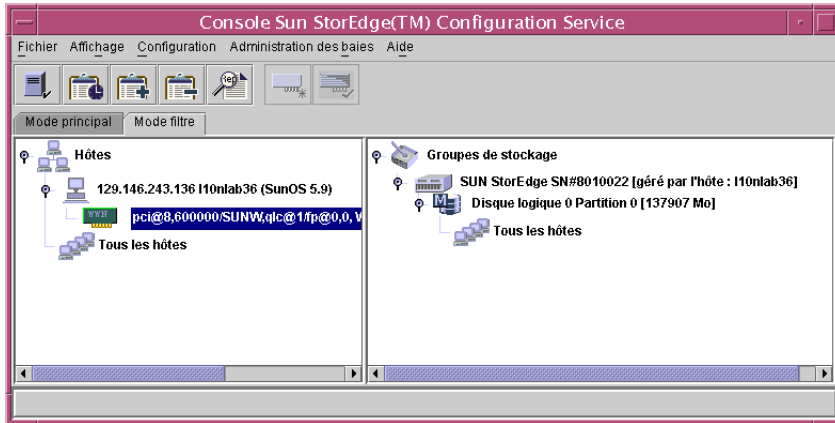 Console Sun StorEdge(TM) Configuration Service
Fichier Affichage Configuration Administration des baies Aide
Mode principal Mode filtre
Hôtes
129.146.243.136 l10nlab36 (SunOS 5.9)
WWN
pci@8,600000/SUNW,qlc@1/fp@0,0, W
Tous les hôtes
Groupes de stockage
SUN StorEdge SN#8010022 [géré par l'hôte : l10nlab36]
Disque logique 0 Partition 0 [137907 Mo]
Tous les hôtes